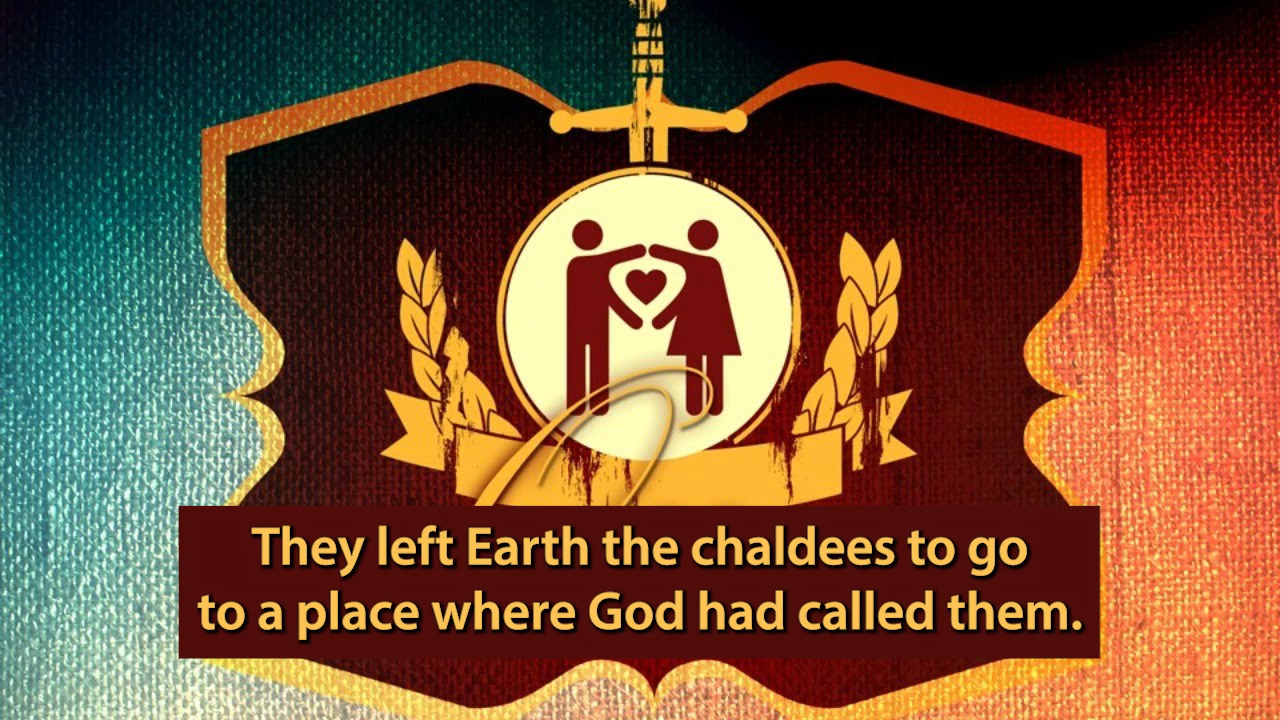 They left Earth the chaldees to go
to a place where God had called them.